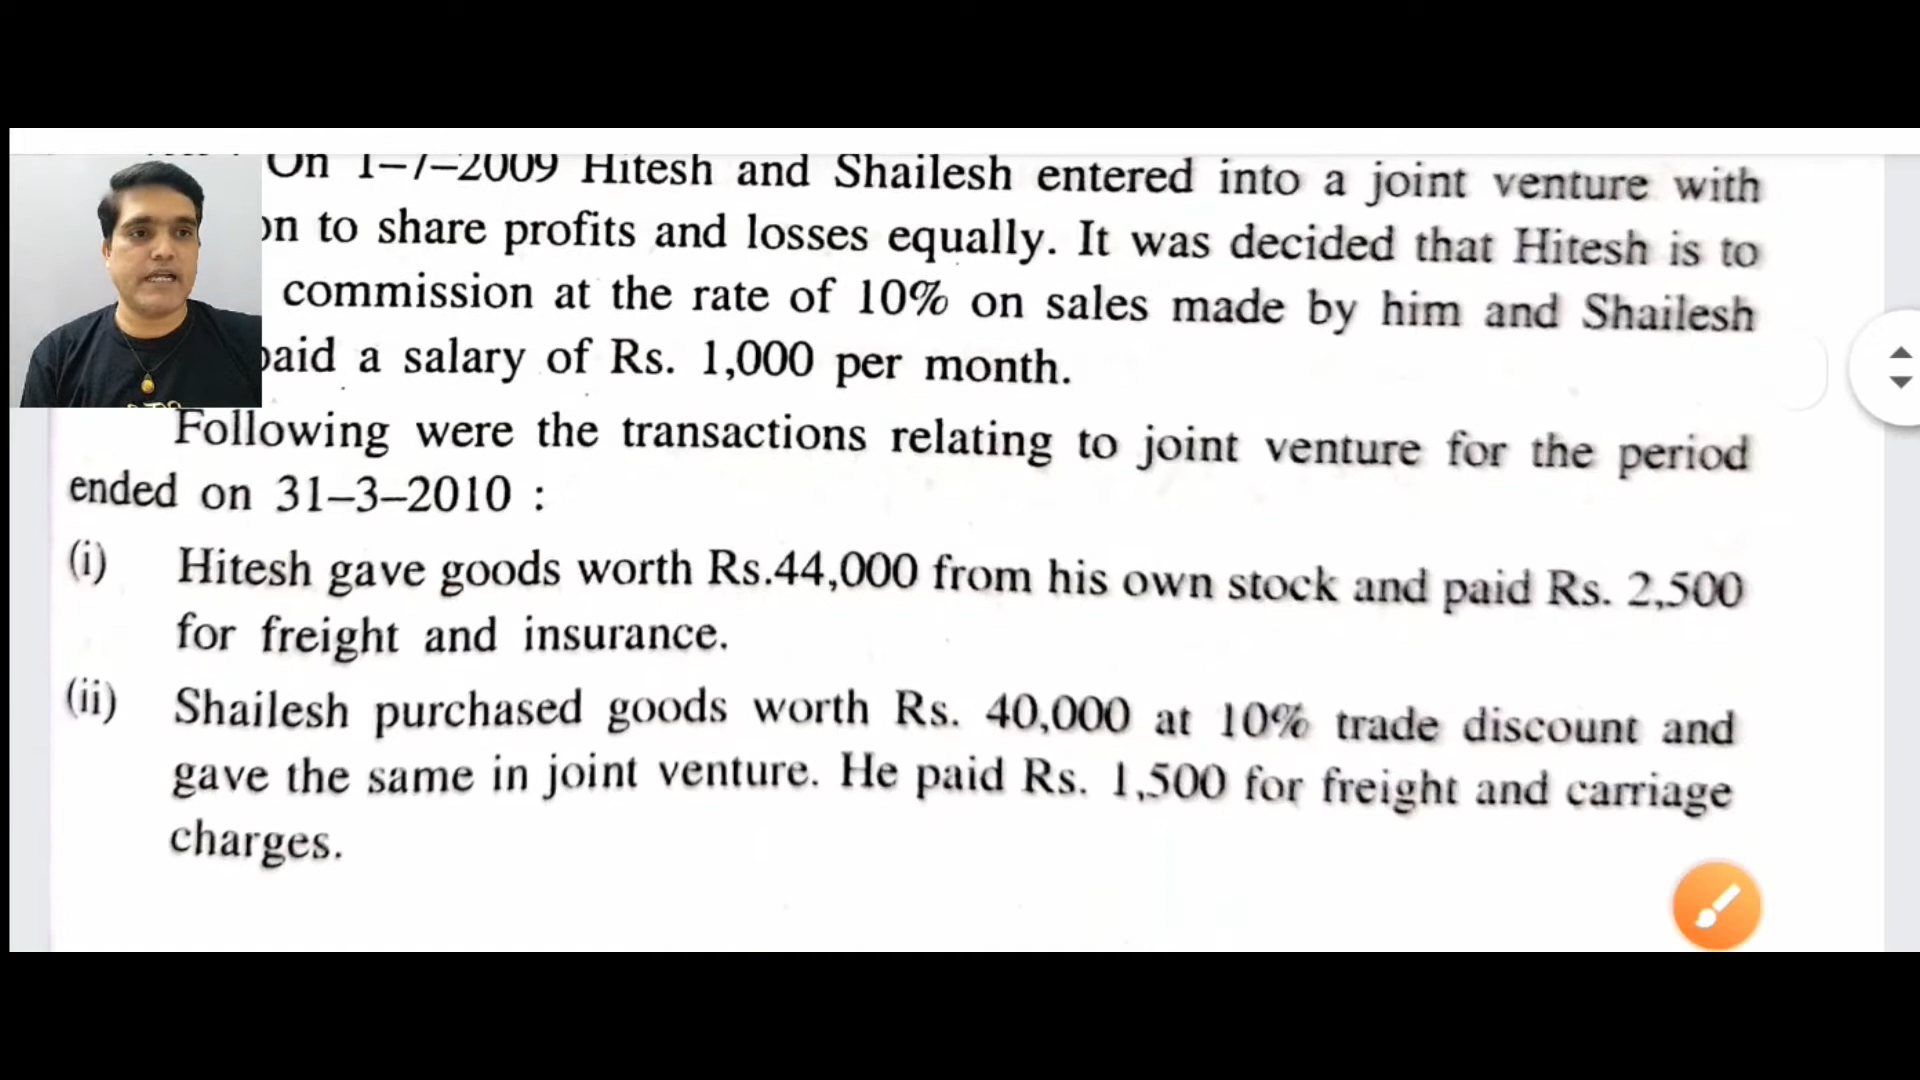 On 1–7–2009 Hitesh and Shailesh entered into a joint venture with
on to share profits and losses equally. It was decided that Hitesh is to
commission at the rate of 10% on sales made by him and Shailesh
paid a salary of Rs. 1,000 per month.
Following were the transactions relating to joint venture for the period
ended on 31–3–2010 :
(i) Hitesh gave goods worth Rs.44,000 from his own stock and paid Rs. 2,500
for freight and insurance.
(ii) Shailesh purchased goods worth Rs. 40,000 at 10% trade discount and
gave the same in joint venture. He paid Rs. 1,500 for freight and carriage
charges.